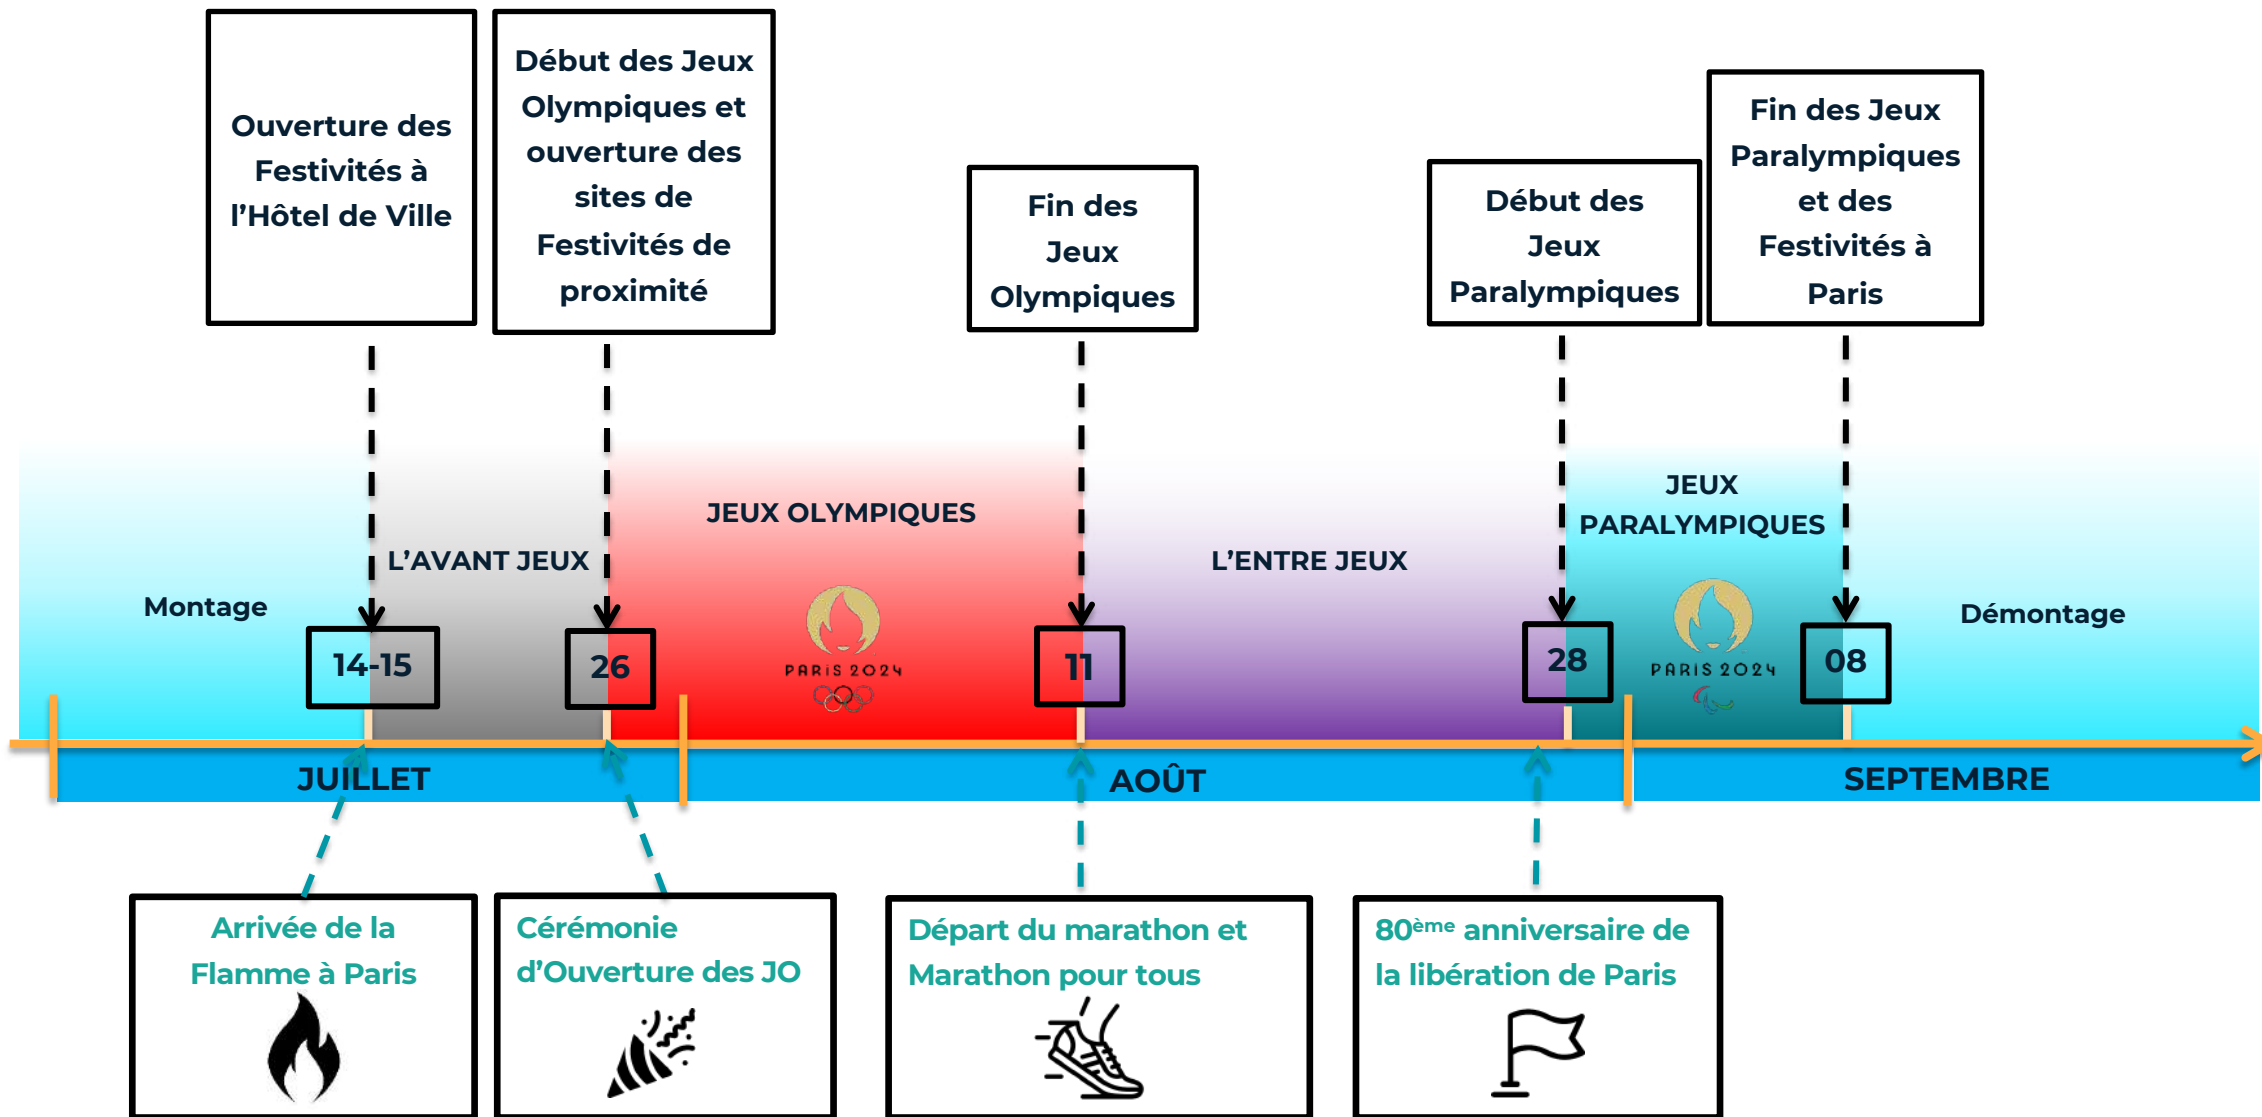 Ouverture des
Festivités à
l’Hôtel de Ville
Début des Jeux
Olympiques et
ouverture des
sites de
Festivités de
proximité
Fin des
Jeux
Olympiques
Début des
Jeux
Paralympiques
Fin des Jeux
Paralympiques
et des
Festivités à
Paris
Montage
L’AVANT JEUX
JEUX OLYMPIQUES
L’ENTRE JEUX
JEUX
PARALYMPIQUES
Démontage
PARIS 2024
PARIS 2024
14-15
26
11
28
08
JUILLET
AOÛT
SEPTEMBRE
Arrivée de la
Flamme à Paris
Cérémonie
d’Ouverture des JO
Départ du marathon et
Marathon pour tous
80ème anniversaire de
la libération de Paris